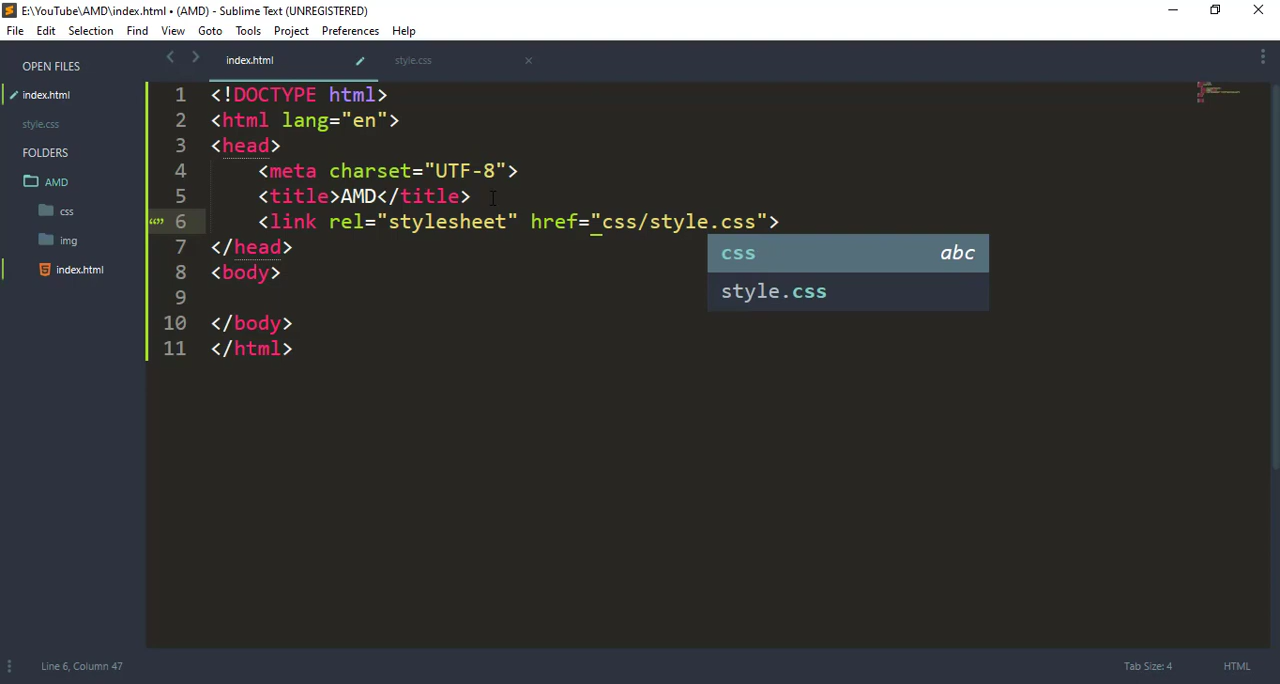 E:\YouTube\AMD\index.html • (AMD) - Sublime Text (UNREGISTERED)
File Edit Selection Find View Goto Tools Project Preferences Help
OPEN FILES
index.html
style.css
FOLDERS
AMD
css
img
index.html
index.html
style.css
1 <!DOCTYPE html>
2 <html lang="en">
3 <head>
4 <meta charset="UTF-8">
5 <title>AMD</title>
6 <link rel="stylesheet" href="css/style.css">
7 </head>
8 <body>
9
10 </body>
11 </html>
css abc
style.css
Line 6, Column 47
Tab Size: 4
HTML